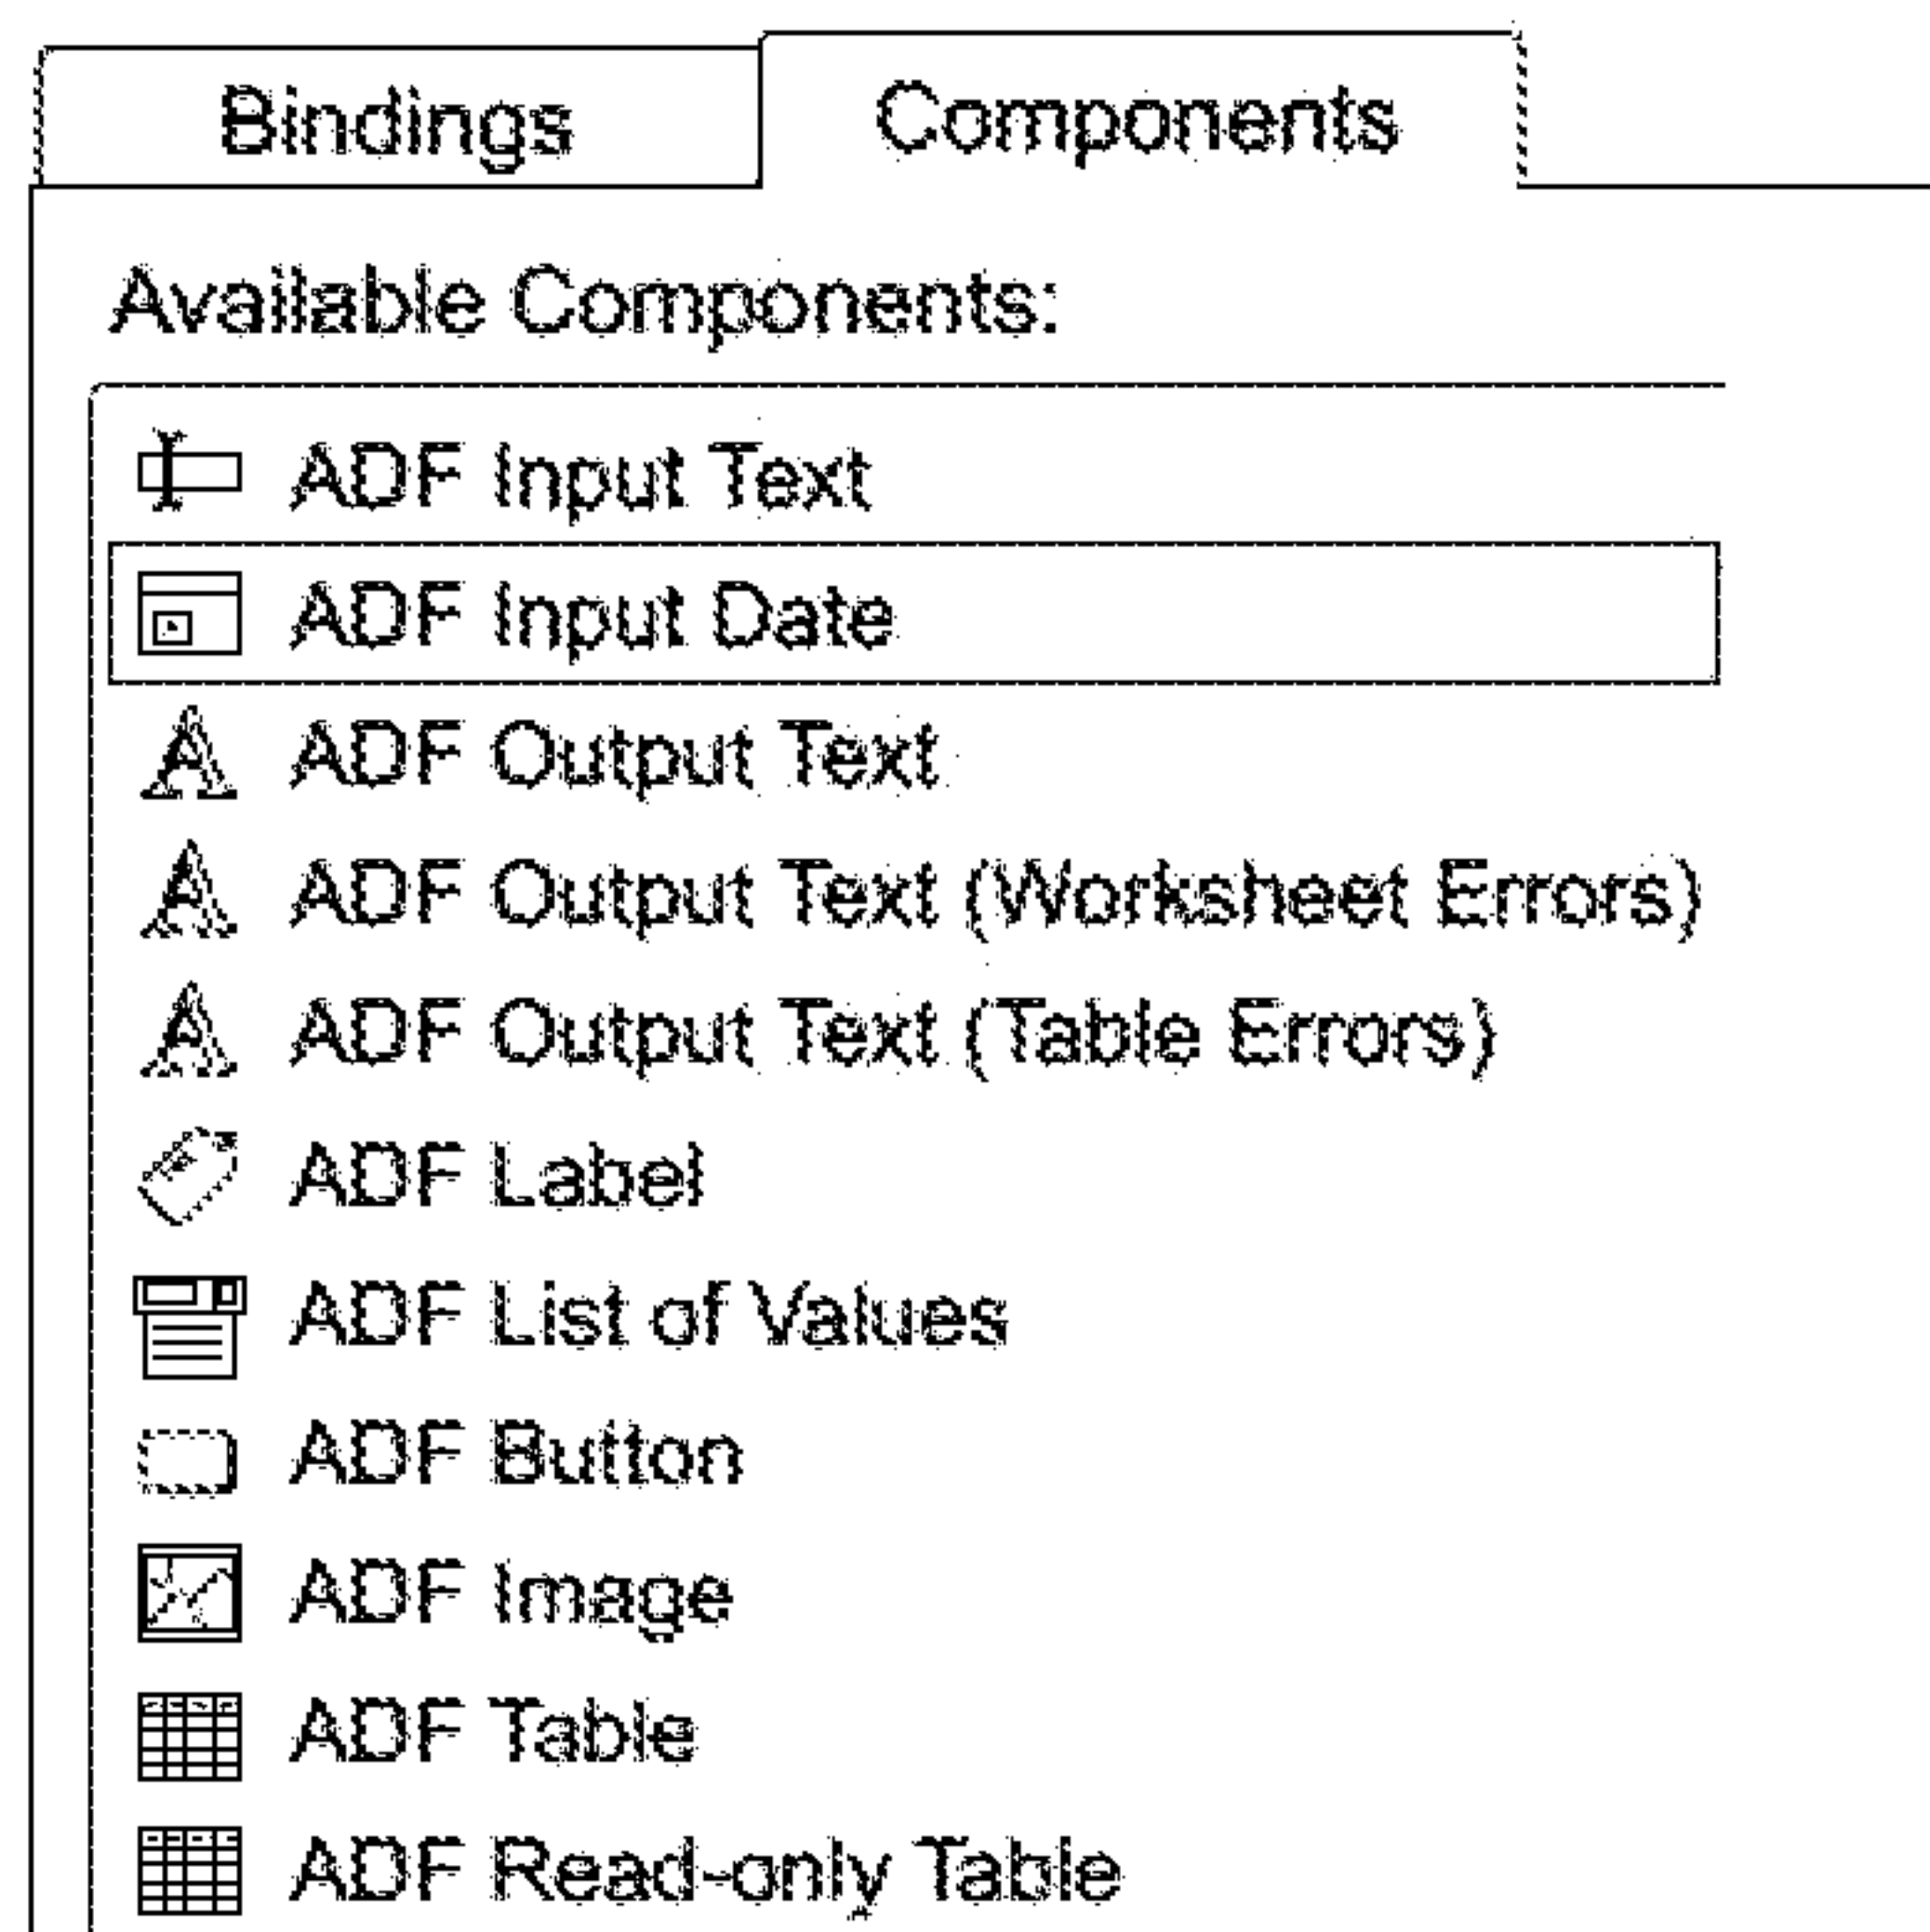 Bindings Components
Available Components:
ADF Input Text
ADF Input Date
ADF Output Text
ADF Output Text (Worksheet Errors)
ADF Output Text (Table Errors)
ADF Label
ADF List of Values
ADF Button
ADF Image
ADF Table
ADF Read-only Table